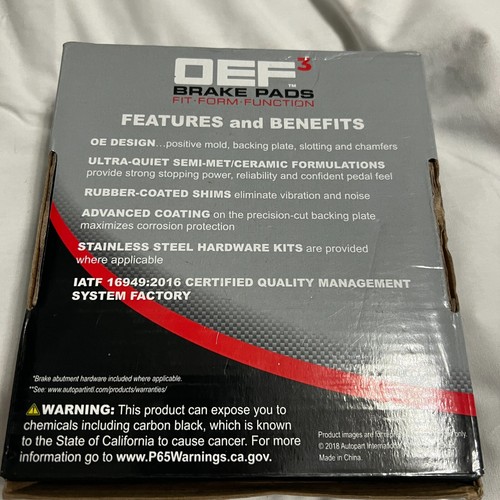 OEF3™
BRAKE PADS
FIT·FORM·FUNCTION
FEATURES and BENEFITS
OE DESIGN...positive mold, backing plate, slotting and chamfers
ULTRA-QUIET SEMI-MET/CERAMIC FORMULATIONS
provide strong stopping power, reliability and confident pedal feel
RUBBER-COATED SHIMS eliminate vibration and noise
ADVANCED COATING on the precision-cut backing plate
maximizes corrosion protection
STAINLESS STEEL HARDWARE KITS are provided
where applicable
IATF 16949:2016 CERTIFIED QUALITY MANAGEMENT
SYSTEM FACTORY
*Brake abutment hardware included where applicable.
**See: www.autopartintl.com/products/warranties/
⚠WARNING: This product can expose you to
chemicals including carbon black, which is known
to the State of California to cause cancer. For more
information go to www.P65Warnings.ca.gov.
Product images are for only.
© 2018 Autopart International
Made in China